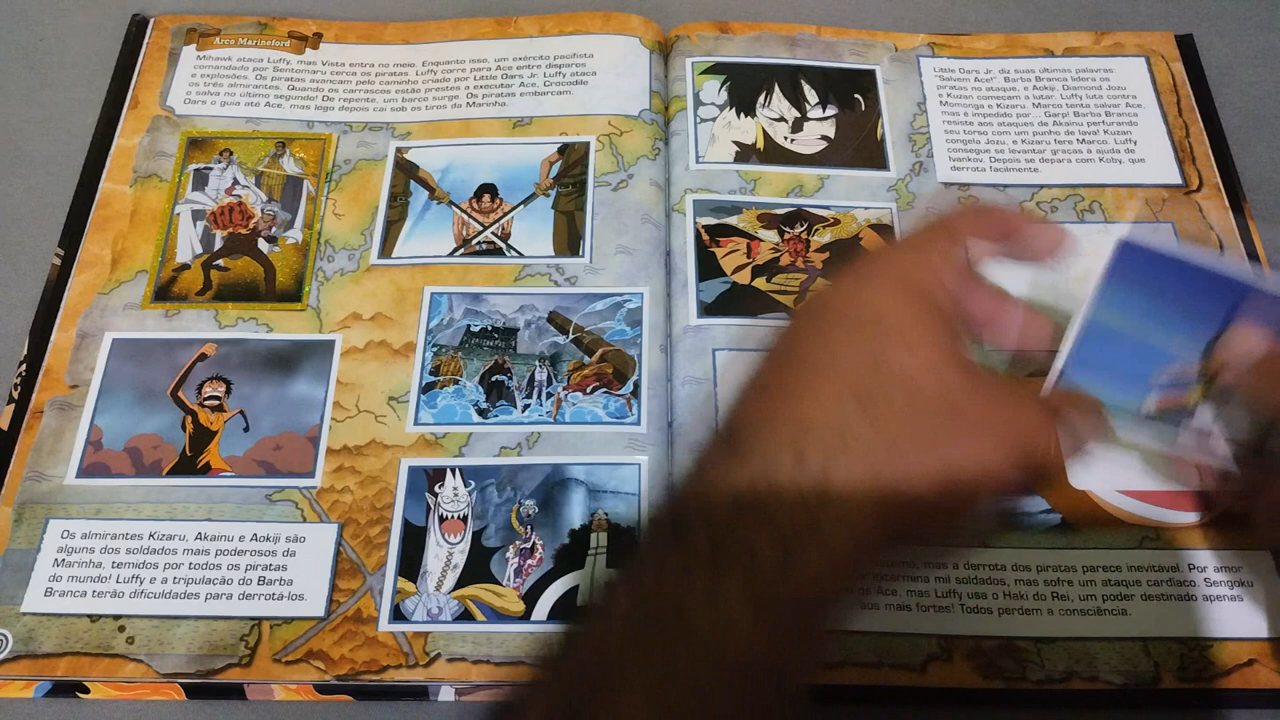 Arco Marineford
Mihawk ataca Luffy, mas Vista entra no meio. Enquanto isso, um exército pacifista
comandado por Sentomaru cerca os piratas. Luffy corre para Ace entre disparos
e explosões. Os piratas avançam pelo caminho criado por Little Oars Jr. Luffy ataca
os três almirantes. Quando os carrascos estão prestes a executar Ace, Crocodile
o salva no último segundo! De repente, um barco surge. Os piratas embarcam.
Oars o guia até Ace, mas logo depois cai sob os tiros da Marinha.
Os almirantes Kizaru, Akainu e Aokiji são
alguns dos soldados mais poderosos da
Marinha, temidos por todos os piratas
do mundo! Luffy e a tripulação do Barba
Branca terão dificuldades para derrotá-los.
Little Oars Jr. diz suas últimas palavras:
"Salvem Ace!". Barba Branca lidera os
piratas no ataque, e Aokiji, Diamond Jozu
e Kuzan começam a lutar. Luffy luta contra
Momonga e Kizaru. Marco tenta salvar Ace,
mas é impedido por... Garp! Barba Branca
resiste aos ataques de Akainu perfurando
seu torso com um punho de lava! Kuzan
congela Jozu, e Kizaru fere Marco. Luffy
consegue se levantar graças à ajuda de
Ivankov. Depois se depara com Koby, que
derrota facilmente.
mas a derrota dos piratas parece inevitável. Por amor
extermina mil soldados, mas sofre um ataque cardíaco. Sengoku
de Ace, mas Luffy usa o Haki do Rei, um poder destinado apenas
aos mais fortes! Todos perdem a consciência.